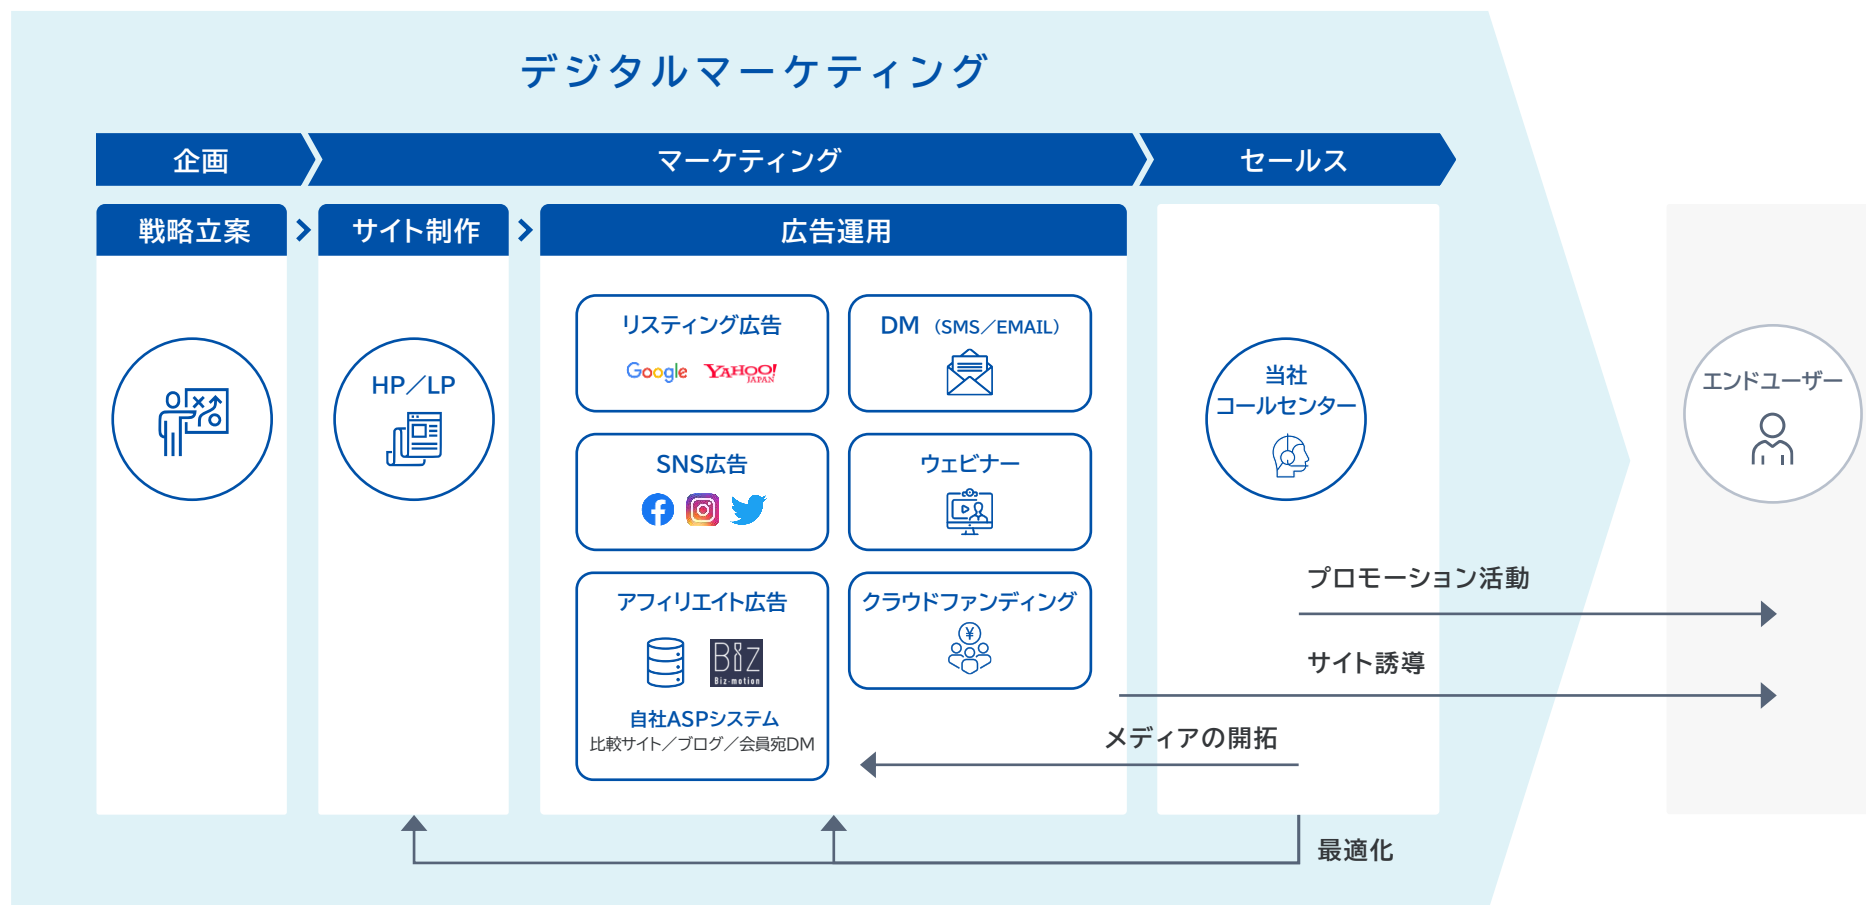 デジタルマーケティング
企画
マーケティング
セールス
戦略立案
サイト制作
広告運用
HP／LP
リスティング広告
Google YAHOO! JAPAN
DM （SMS／EMAIL）
SNS広告
ウェビナー
アフィリエイト広告
Biz
Biz-motion
自社ASPシステム
比較サイト／ブログ／会員宛DM
クラウドファンディング
¥
当社
コールセンター
エンドユーザー
プロモーション活動
サイト誘導
メディアの開拓
最適化